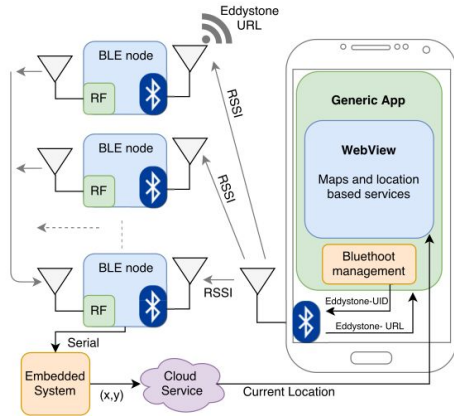 Eddystone
URL
BLE node
RF
RSSI
BLE node
RF
RSSI
BLE node
RF
RSSI
Serial
Embedded
System
(x,y)
Cloud
Service
Current Location
Generic App
WebView
Maps and location
based services
Bluethoot
management
Eddystone-UID
Eddystone- URL